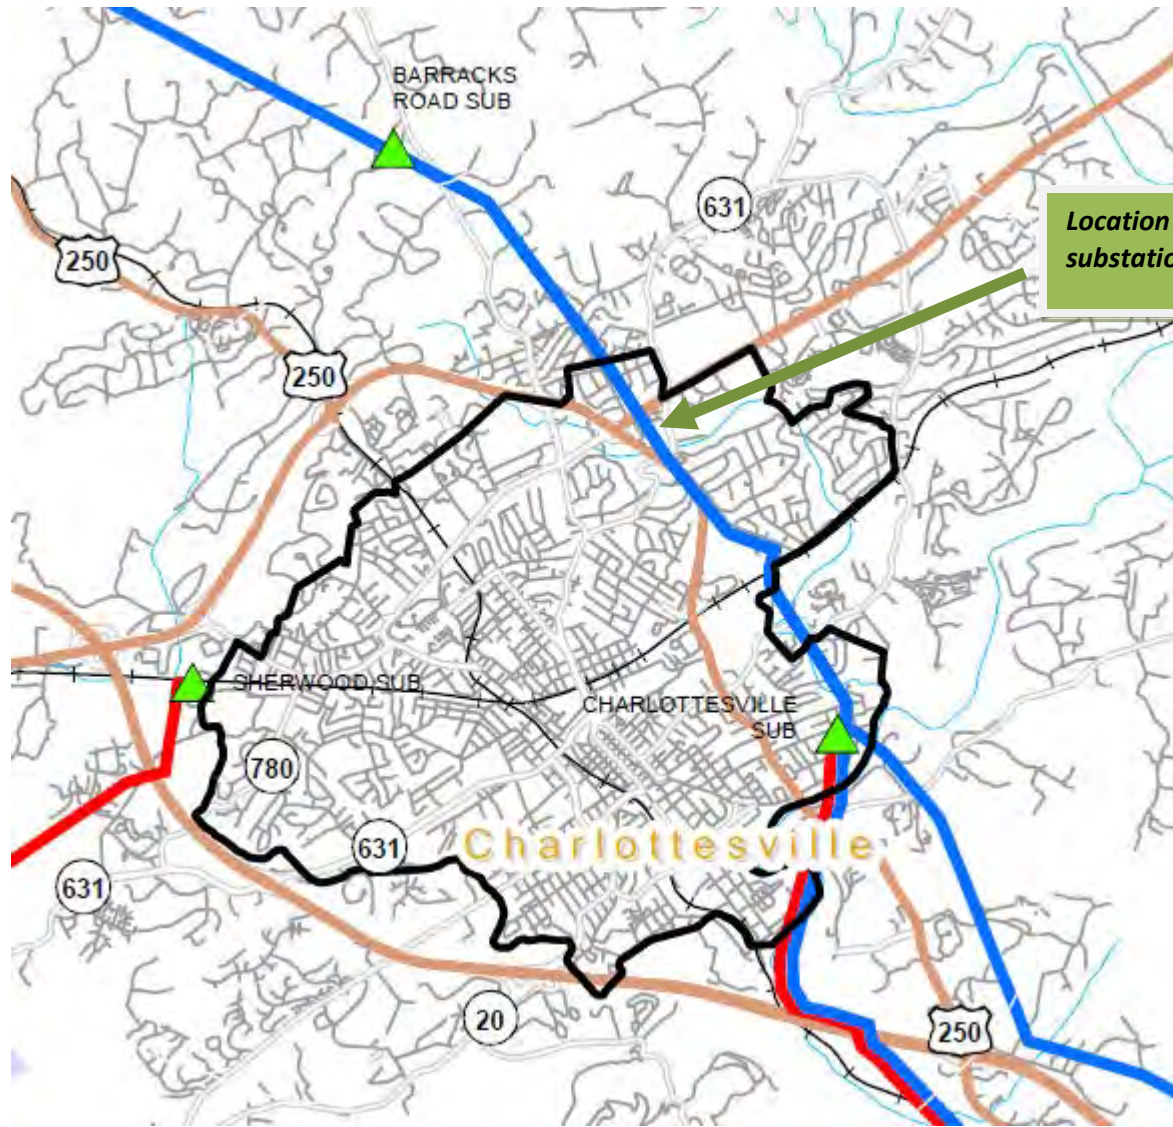 BARRACKS
ROAD SUB
631
Location
250
250
SHERWOOD SUB
CHARLOTTESVILLE
SUB
780
631
Charlottesville
631
20
250